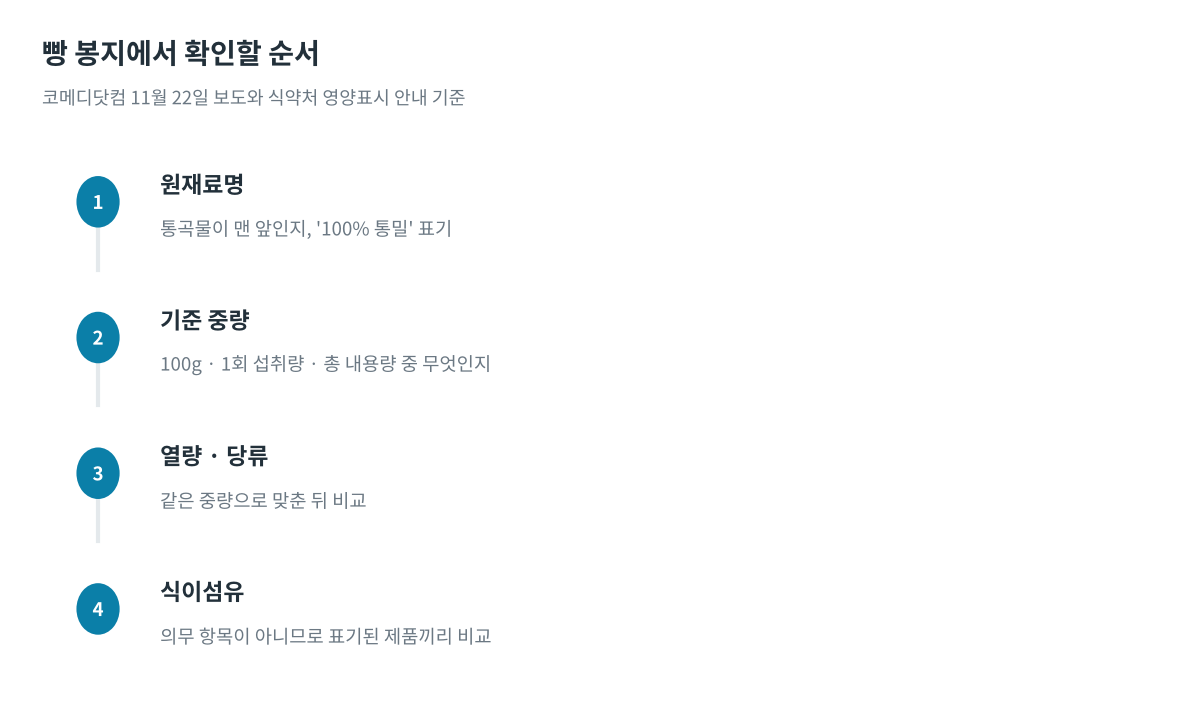 빵 봉지에서 확인할 순서
코메디닷컴 11월 22일 보도와 식약처 영양표시 안내 기준
1
원재료명
통곡물이 맨 앞인지, '100% 통밀' 표기
2
기준 중량
100g · 1회 섭취량 · 총 내용량 중 무엇인지
3
열량 · 당류
같은 중량으로 맞춘 뒤 비교
4
식이섬유
의무 항목이 아니므로 표기된 제품끼리 비교